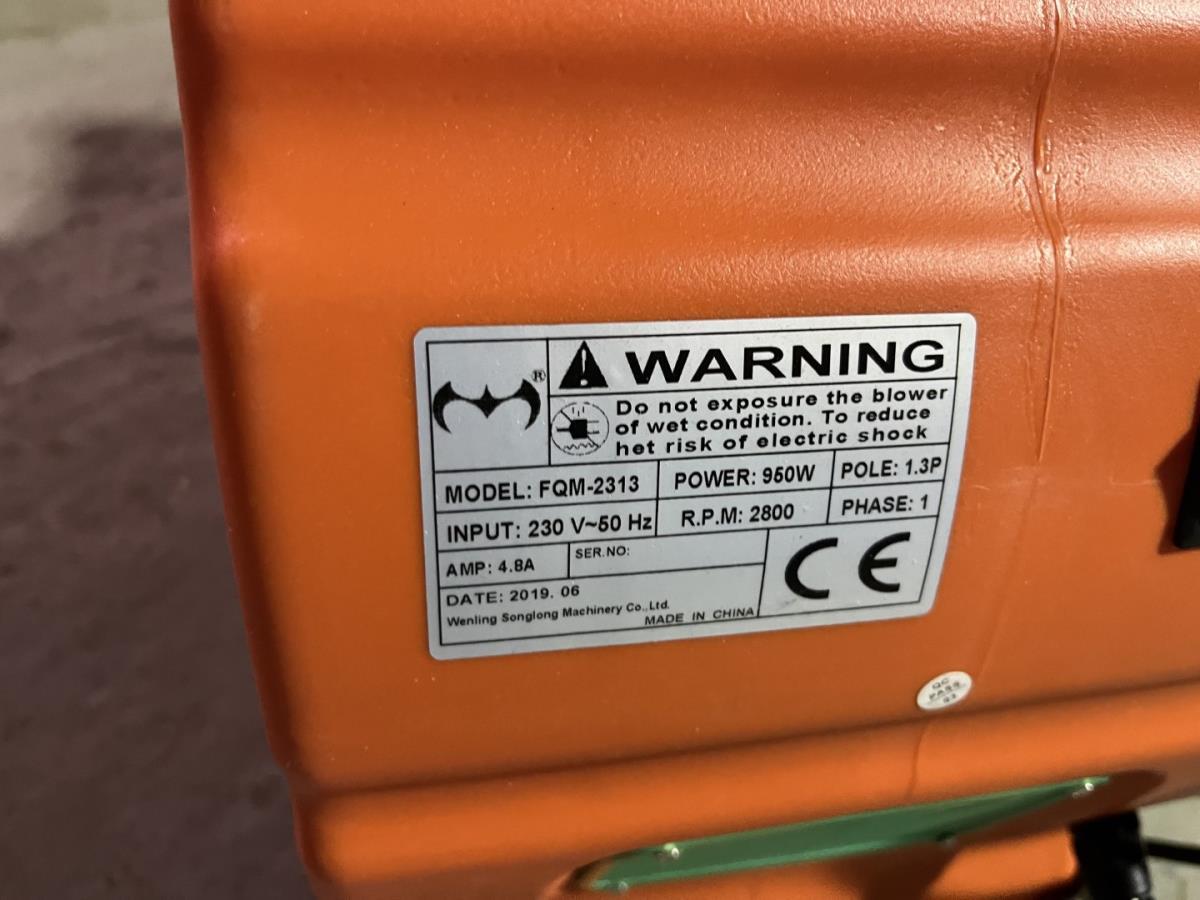 ®
WARNING
Do not exposure the blower
of wet condition. To reduce
het risk of electric shock
MODEL: FQM-2313
POWER: 950W
POLE: 1.3P
INPUT: 230 V~50 Hz
R.P.M: 2800
PHASE: 1
AMP: 4.8A
SER.NO:
CE
DATE: 2019. 06
Wenling Songlong Machinery Co.,Ltd.
MADE IN CHINA
QC
PASS